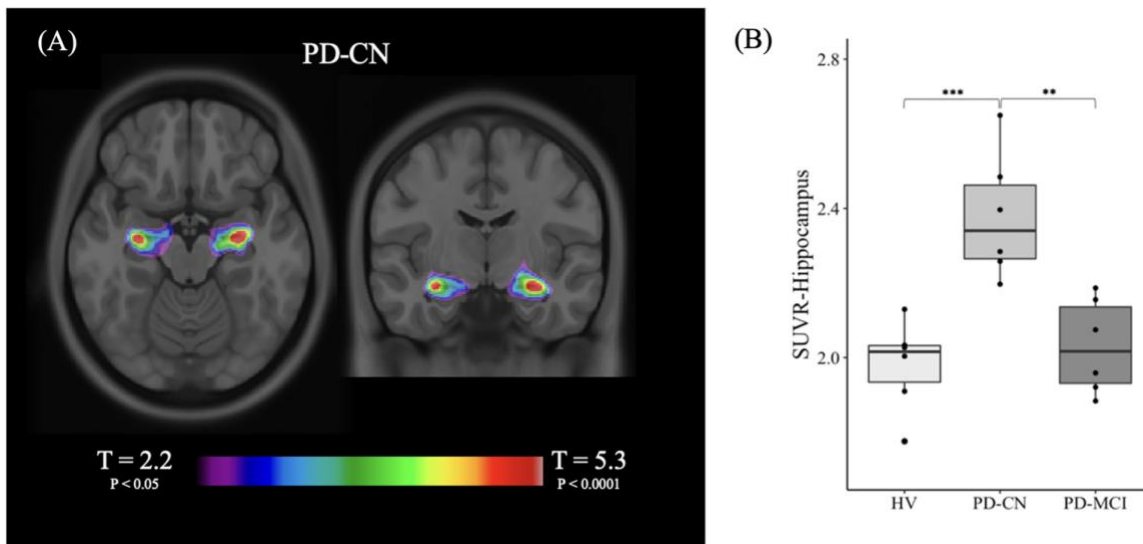 (A)
PD-CN
T = 2.2
P < 0.05
T = 5.3
P < 0.0001
(B)
SUVR-Hippocampus
2.8
2.4
2.0
***
**
HV PD-CN PD-MCI